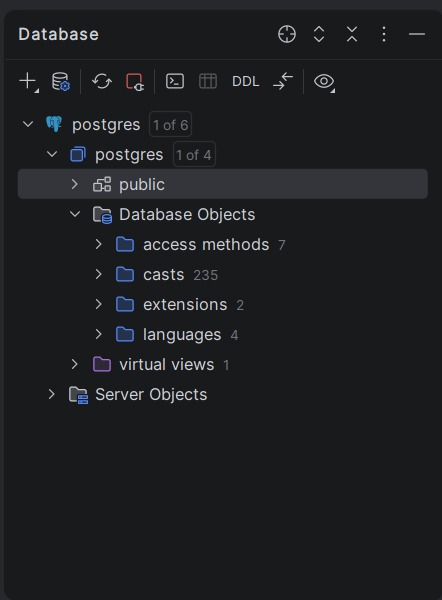 Database
DDL
postgres 1 of 6
postgres 1 of 4
public
Database Objects
access methods 7
casts 235
extensions 2
languages 4
virtual views 1
Server Objects